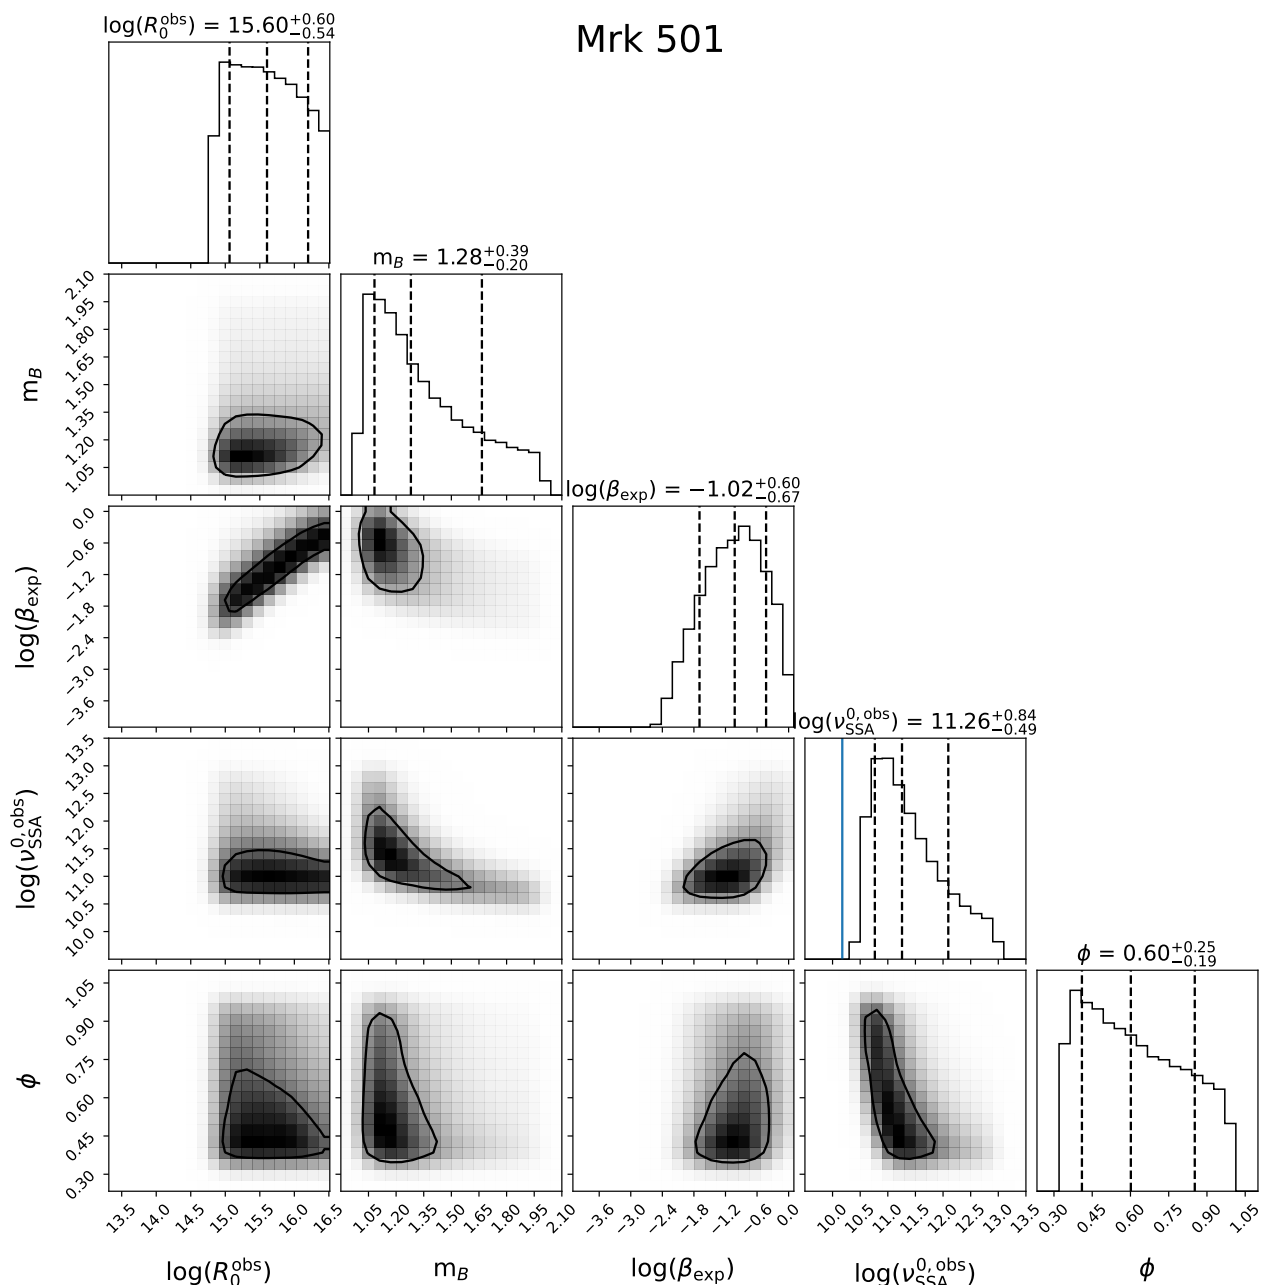 Mrk 501
log(R₀ᵒᵇˢ) = 15.60⁺⁰·⁶⁰₋₀.₅₄
m_B = 1.28⁺⁰·³⁹₋₀.₂₀
log(β_exp) = −1.02⁺⁰·⁶⁰₋₀.₆₇
log(ν_SSA^0, obs) = 11.26⁺⁰·⁸⁴₋₀.₄₉
ϕ = 0.60⁺⁰·²⁵₋₀.₁₉
m_B
2.10
1.95
1.80
1.65
1.50
1.35
1.20
1.05
log(β_exp)
0.0
−0.6
−1.2
−1.8
−2.4
−3.0
−3.6
log(ν_SSA^0, obs)
13.5
13.0
12.5
12.0
11.5
11.0
10.5
10.0
ϕ
1.05
0.90
0.75
0.60
0.45
0.30
13.5 14.0 14.5 15.0 15.5 16.0 16.5
1.05 1.20 1.35 1.50 1.65 1.80 1.95 2.10
−3.6 −3.0 −2.4 −1.8 −1.2 −0.6 0.0
10.0 10.5 11.0 11.5 12.0 12.5 13.0 13.5
0.30 0.45 0.60 0.75 0.90 1.05
log(R₀ᵒᵇˢ)
m_B
log(β_exp)
log(ν_SSA^0, obs)
ϕ